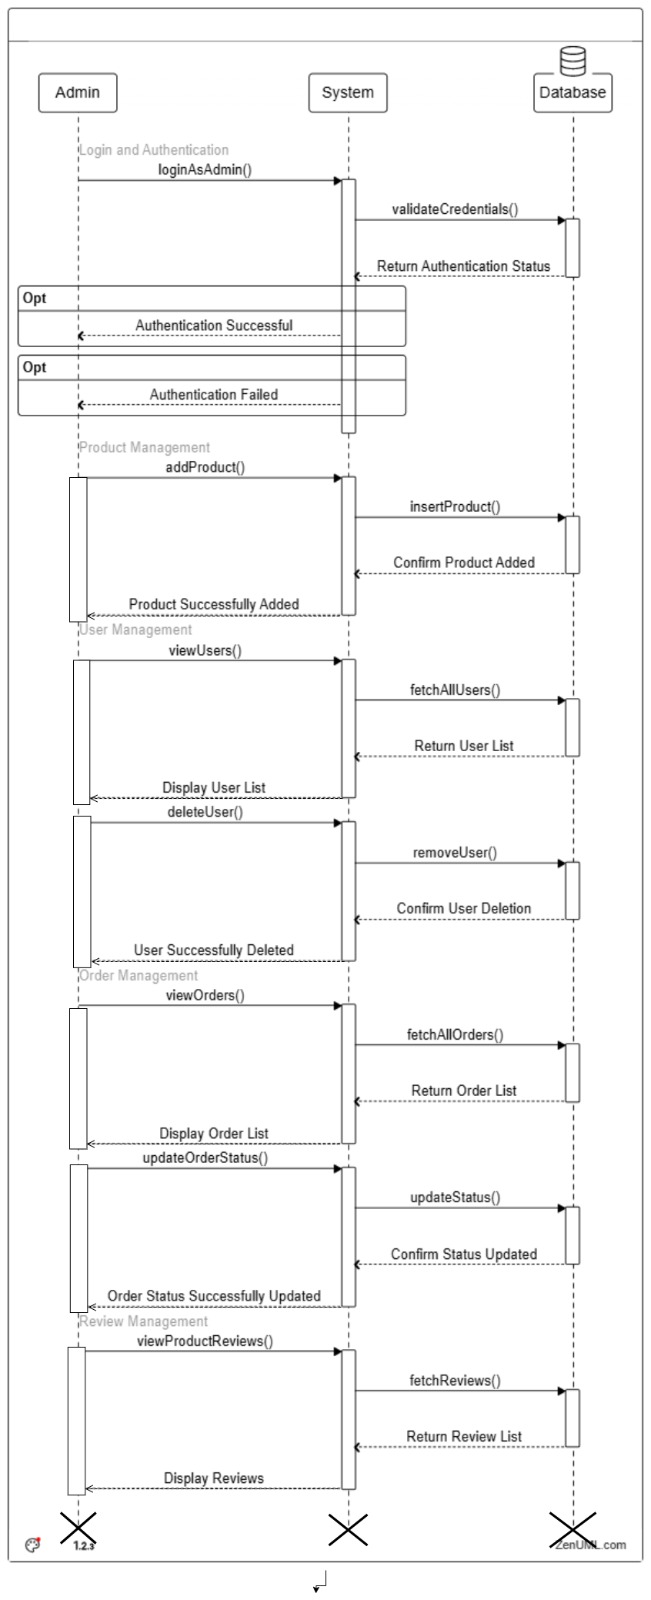 Admin
System
Database
Login and Authentication
loginAsAdmin()
validateCredentials()
Return Authentication Status
Opt
Authentication Successful
Opt
Authentication Failed
Product Management
addProduct()
insertProduct()
Confirm Product Added
Product Successfully Added
User Management
viewUsers()
fetchAllUsers()
Return User List
Display User List
deleteUser()
removeUser()
Confirm User Deletion
User Successfully Deleted
Order Management
viewOrders()
fetchAllOrders()
Return Order List
Display Order List
updateOrderStatus()
updateStatus()
Confirm Status Updated
Order Status Successfully Updated
Review Management
viewProductReviews()
fetchReviews()
Return Review List
Display Reviews
1.2.3
ZenUML.com